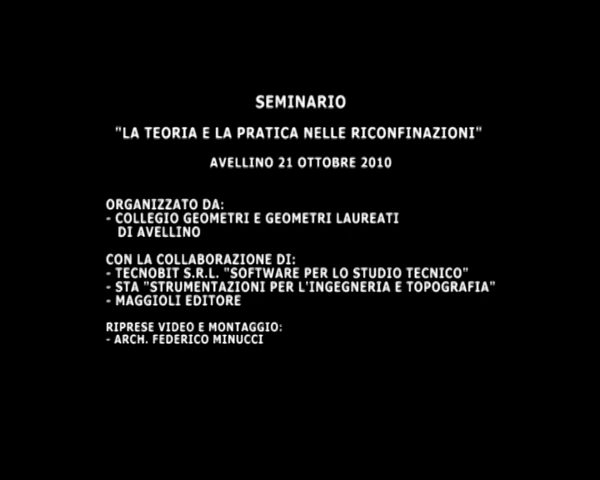 SEMINARIO
"LA TEORIA E LA PRATICA NELLE RICONFINAZIONI"
AVELLINO 21 OTTOBRE 2010
ORGANIZZATO DA:
- COLLEGIO GEOMETRI E GEOMETRI LAUREATI
DI AVELLINO
CON LA COLLABORAZIONE DI:
- TECNOBIT S.R.L. "SOFTWARE PER LO STUDIO TECNICO"
- STA "STRUMENTAZIONI PER L'INGEGNERIA E TOPOGRAFIA"
- MAGGIOLI EDITORE
RIPRESE VIDEO E MONTAGGIO:
- ARCH. FEDERICO MINUCCI